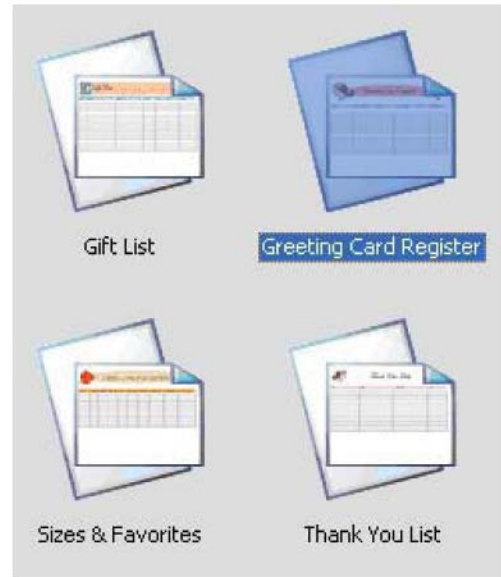 Gift List
Greeting Card Register
Sizes & Favorites
Thank You List